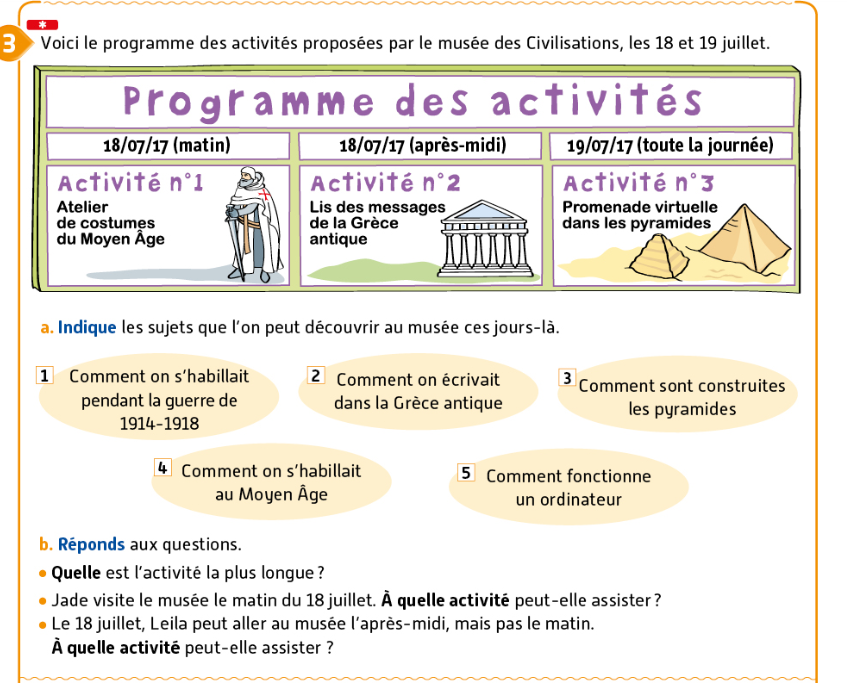 *
3
Voici le programme des activités proposées par le musée des Civilisations, les 18 et 19 juillet.
Programme des activités
18/07/17 (matin)
18/07/17 (après-midi)
19/07/17 (toute la journée)
Activité n°1
Atelier
de costumes
du Moyen Âge
Activité n°2
Lis des messages
de la Grèce
antique
Activité n°3
Promenade virtuelle
dans les pyramides
a. Indique les sujets que l'on peut découvrir au musée ces jours-là.
1
Comment on s'habillait
pendant la guerre de
1914-1918
2
Comment on écrivait
dans la Grèce antique
3
Comment sont construites
les pyramides
4
Comment on s'habillait
au Moyen Âge
5
Comment fonctionne
un ordinateur
b. Réponds aux questions.
• Quelle est l'activité la plus longue ?
• Jade visite le musée le matin du 18 juillet. À quelle activité peut-elle assister ?
• Le 18 juillet, Leila peut aller au musée l'après-midi, mais pas le matin.
À quelle activité peut-elle assister ?